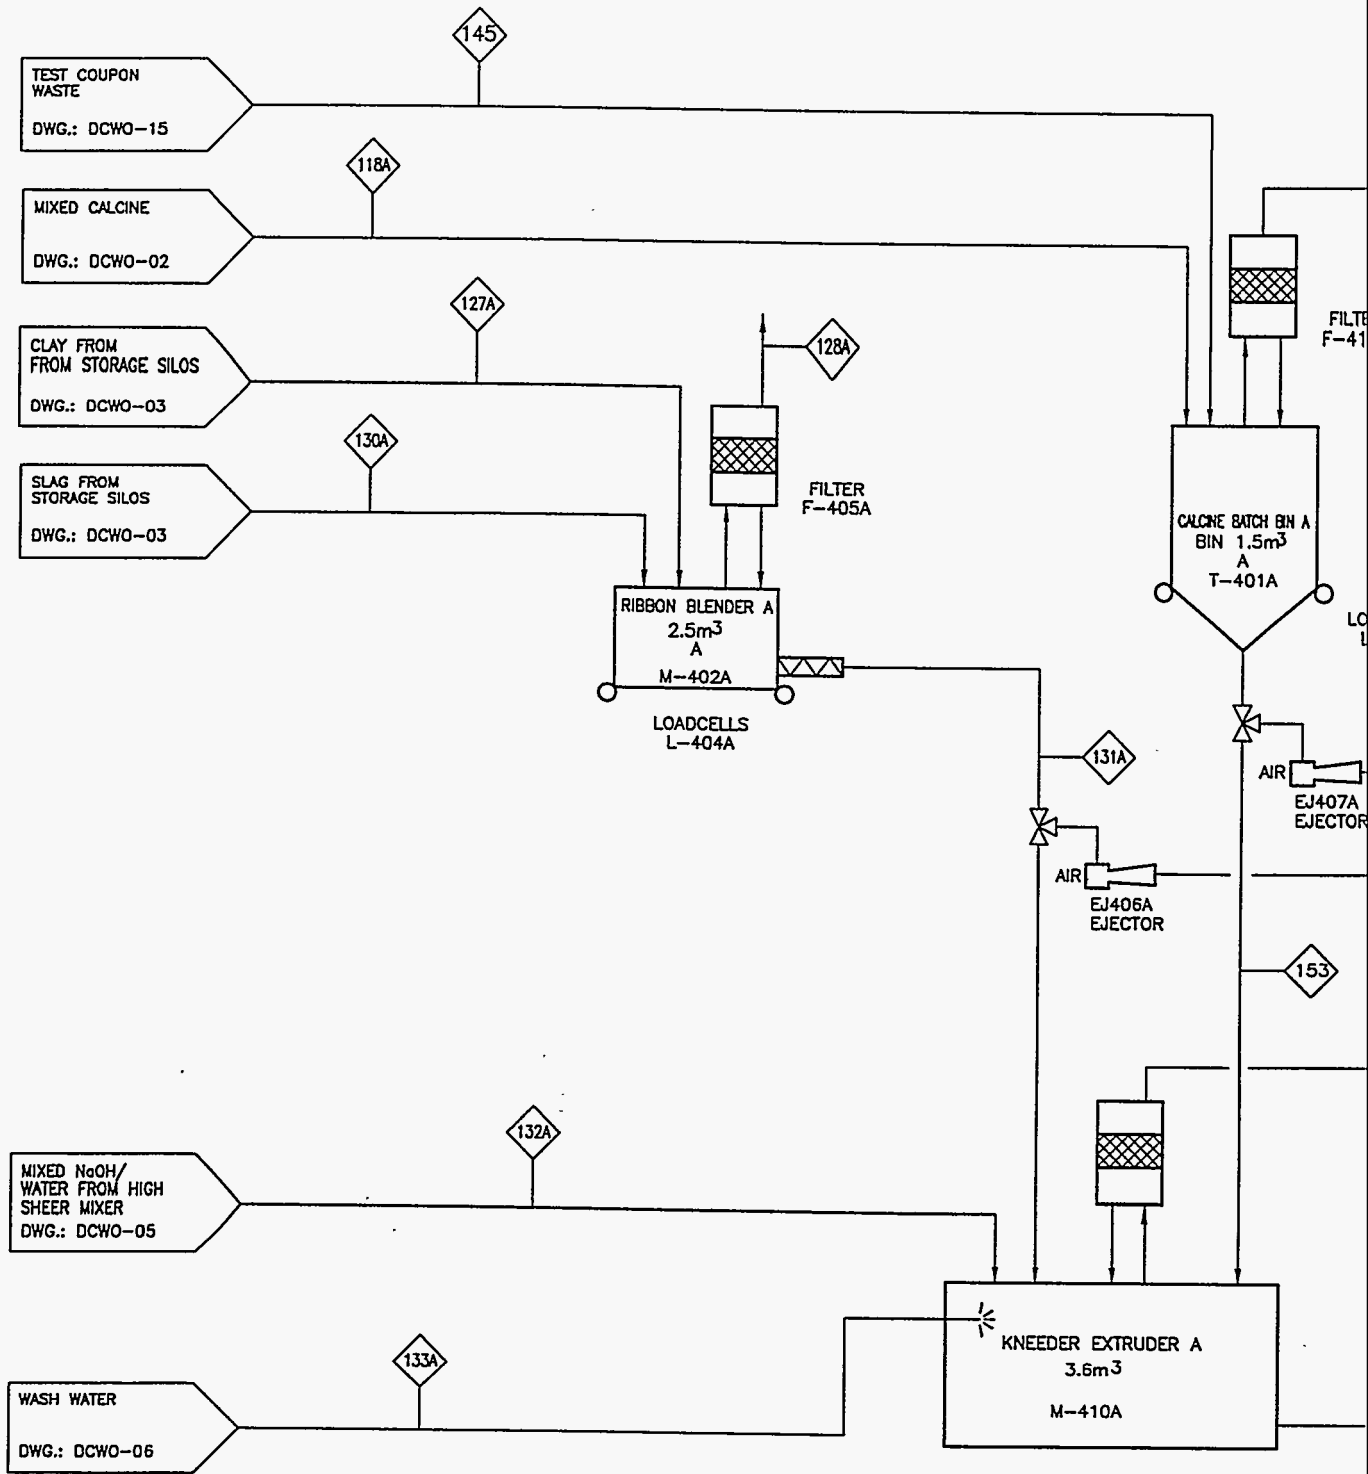 145
TEST COUPON
WASTE
DWG.: DCWO-15
118A
MIXED CALCINE
DWG.: DCWO-02
127A
CLAY FROM
FROM STORAGE SILOS
DWG.: DCWO-03
128A
130A
SLAG FROM
STORAGE SILOS
DWG.: DCWO-03
FILTER
F-405A
FILTE
F-41
CALCINE BATCH BIN A
BIN 1.5m³
A
T-401A
RIBBON BLENDER A
2.5m³
A
M-402A
LOADCELLS
L-404A
LO
L
131A
AIR
EJ407A
EJECTOR
AIR
EJ406A
EJECTOR
153
132A
MIXED NaOH/
WATER FROM HIGH
SHEER MIXER
DWG.: DCWO-05
133A
KNEEDER EXTRUDER A
3.6m³
M-410A
WASH WATER
DWG.: DCWO-06